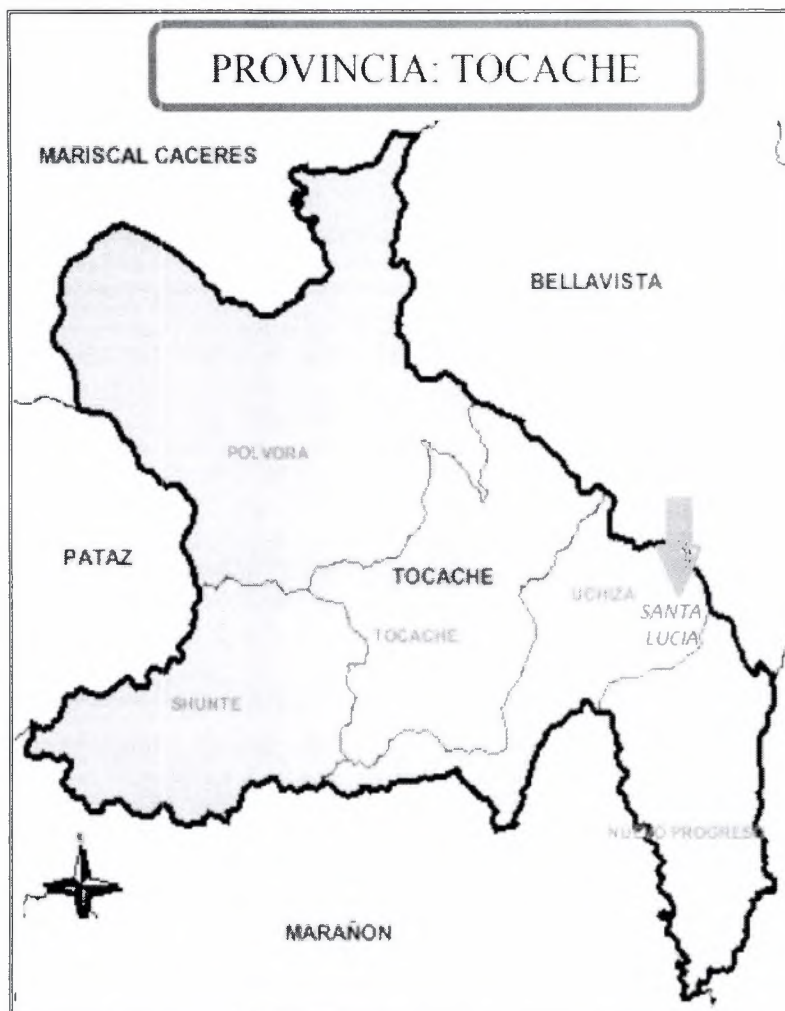 PROVINCIA: TOCACHE
MARISCAL CACERES
BELLAVISTA
POLVORA
PATAZ
TOCACHE
UCHIZA
SANTA
LUCIA
TOCACHE
SHUNTE
NUEVO PROGRESO
MARAÑON